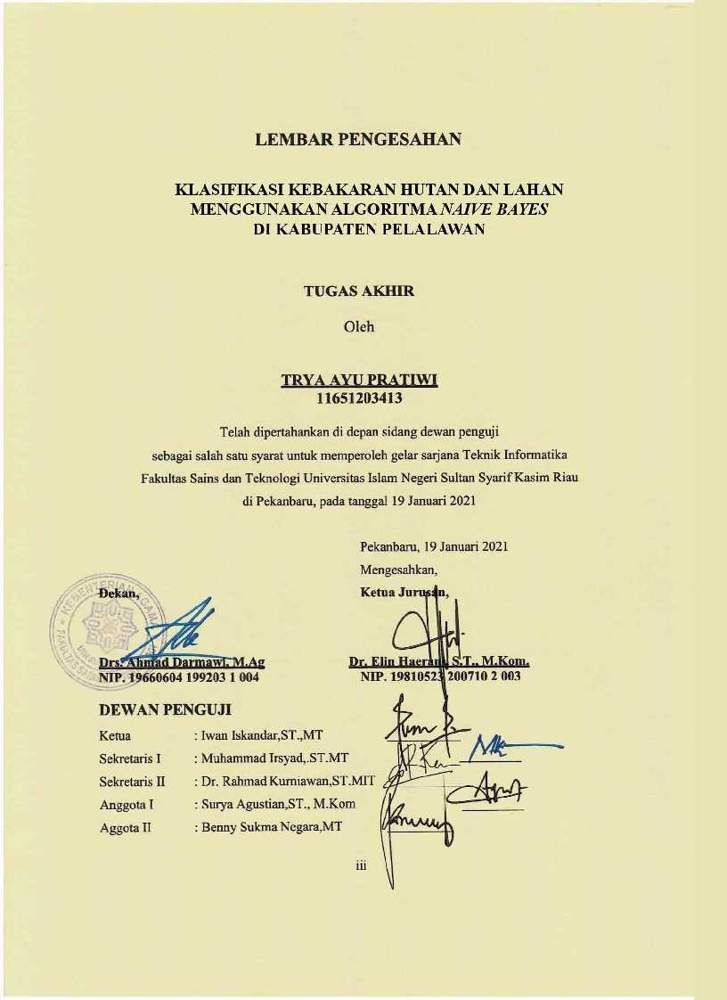 LEMBAR PENGESAHAN
KLASIFIKASI KEBAKARAN HUTAN DAN LAHAN
MENGGUNAKAN ALGORITMA NAIVE BAYES
DI KABUPATEN PELALAWAN
TUGAS AKHIR
Oleh
TRYA AYU PRATIWI
11651203413
Telah dipertahankan di depan sidang dewan penguji
sebagai salah satu syarat untuk memperoleh gelar sarjana Teknik Informatika
Fakultas Sains dan Teknologi Universitas Islam Negeri Sultan Syarif Kasim Riau
di Pekanbaru, pada tanggal 19 Januari 2021
Pekanbaru, 19 Januari 2021
Mengesahkan,
Dekan, Ketua Jurusan,
KEMENTERIAN AGAMA
Drs. Ahmad Darmawi, M.Ag Dr. Elin Haerani, S.T., M.Kom.
NIP. 19660604 199203 1 004 NIP. 19810523 200710 2 003
DEWAN PENGUJI
Ketua : Iwan Iskandar,ST.,MT
Sekretaris I : Muhammad Irsyad,.ST.MT
Sekretaris II : Dr. Rahmad Kurniawan,ST.MIT
Anggota I : Surya Agustian,ST., M.Kom
Aggota II : Benny Sukma Negara,MT
iii